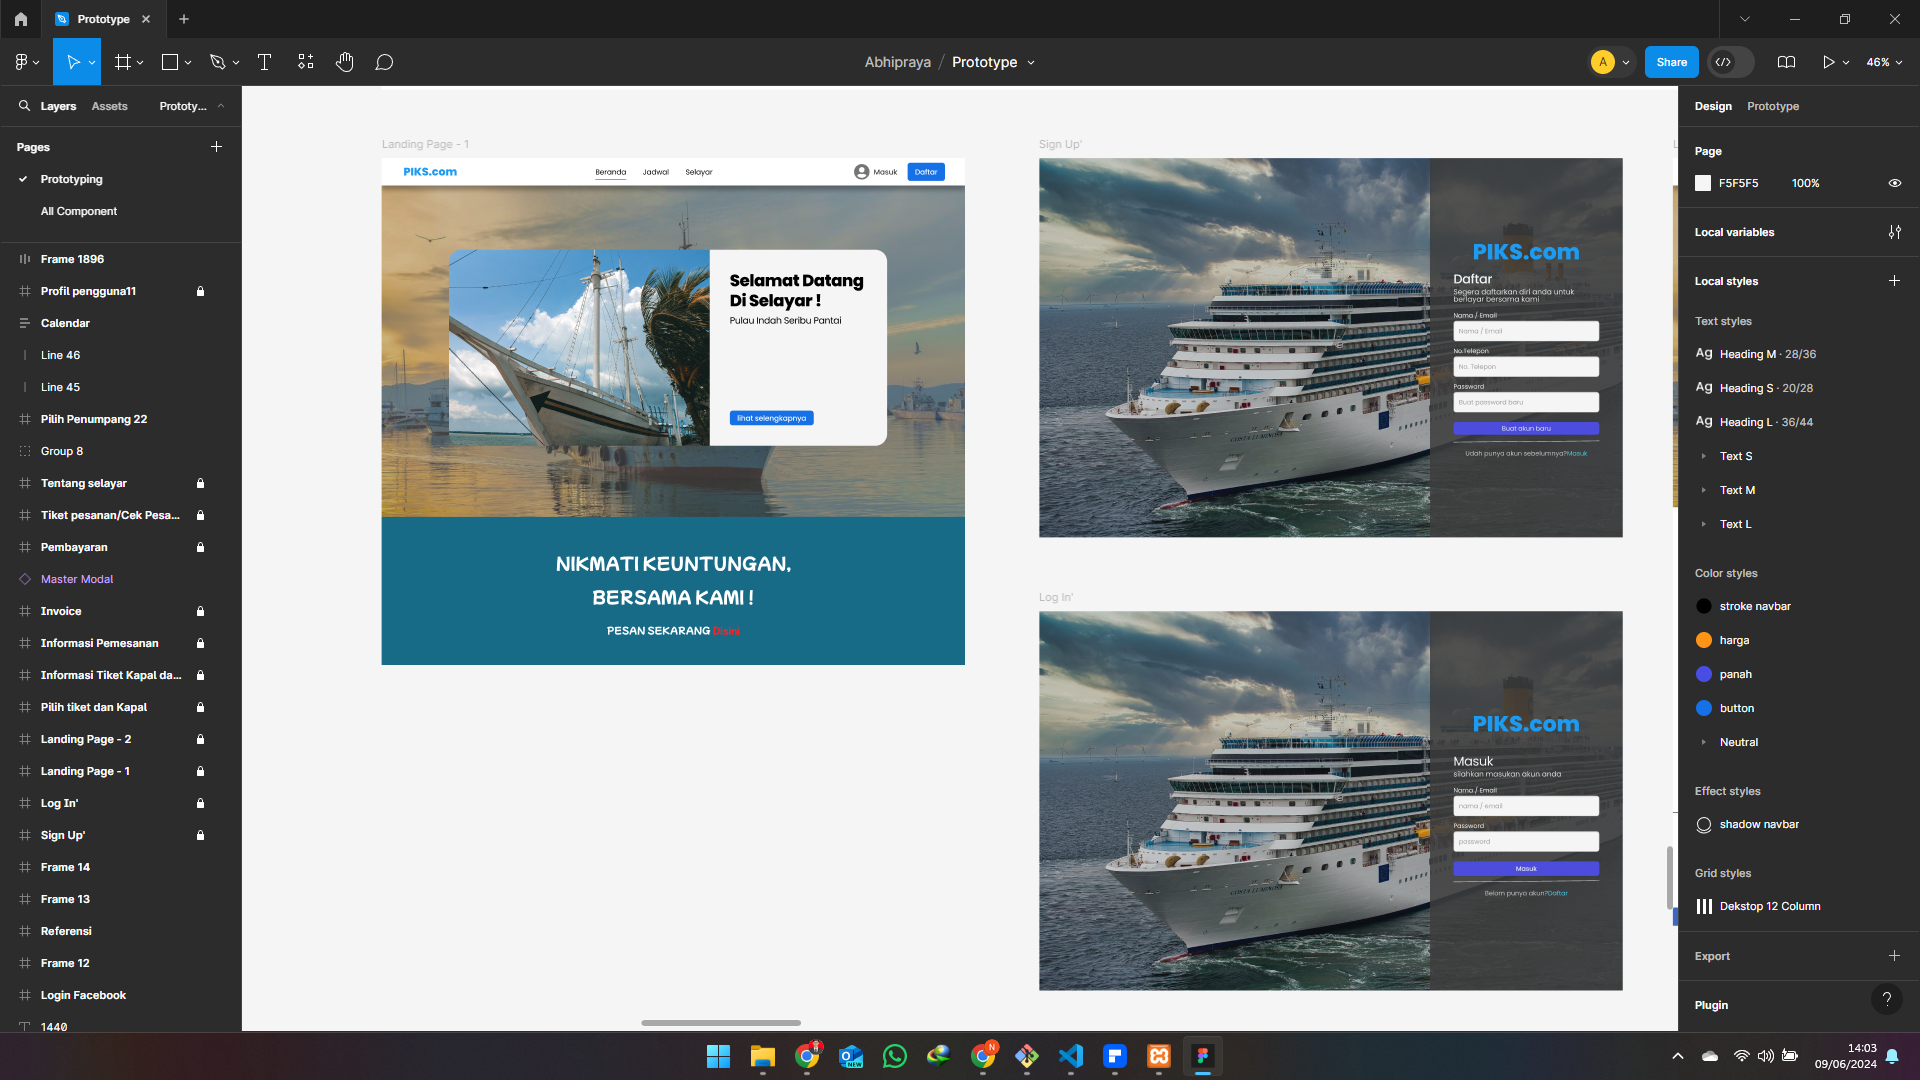 Prototype
Abhipraya / Prototype
A
Share
46%
Layers
Assets
Prototy...
Pages
Prototyping
All Component
Frame 1896
Profil pengguna11
Calendar
Line 46
Line 45
Pilih Penumpang 22
Group 8
Tentang selayar
Tiket pesanan/Cek Pesa...
Pembayaran
Master Modal
Invoice
Informasi Pemesanan
Informasi Tiket Kapal da...
Pilih tiket dan Kapal
Landing Page - 2
Landing Page - 1
Log In'
Sign Up'
Frame 14
Frame 13
Referensi
Frame 12
Login Facebook
1440
Landing Page - 1
PIKS.com
Beranda
Jadwal
Selayar
Masuk
Daftar
Selamat Datang
Di Selayar !
Pulau Indah Seribu Pantai
lihat selengkapnya
NIKMATI KEUNTUNGAN,
BERSAMA KAMI !
PESAN SEKARANG Disini
Sign Up'
COSTA LUMINOSA
PIKS.com
Daftar
Segera daftarkan diri anda untuk
berlayar bersama kami
Nama / Email
Nama / Email
No.Telepon
No. Telepon
Password
Buat password baru
Buat akun baru
Udah punya akun sebelumnya?Masuk
Log In'
COSTA LUMINOSA
PIKS.com
Masuk
silahkan masukan akun anda
Nama / Email
nama / email
Password
password
Masuk
Belom punya akun?Daftar
Design
Prototype
Page
F5F5F5
100%
Local variables
Local styles
Text styles
Ag Heading M · 28/36
Ag Heading S · 20/28
Ag Heading L · 36/44
Text S
Text M
Text L
Color styles
stroke navbar
harga
panah
button
Neutral
Effect styles
shadow navbar
Grid styles
Dekstop 12 Column
Export
Plugin
?
NEW
N
14:03
09/06/2024